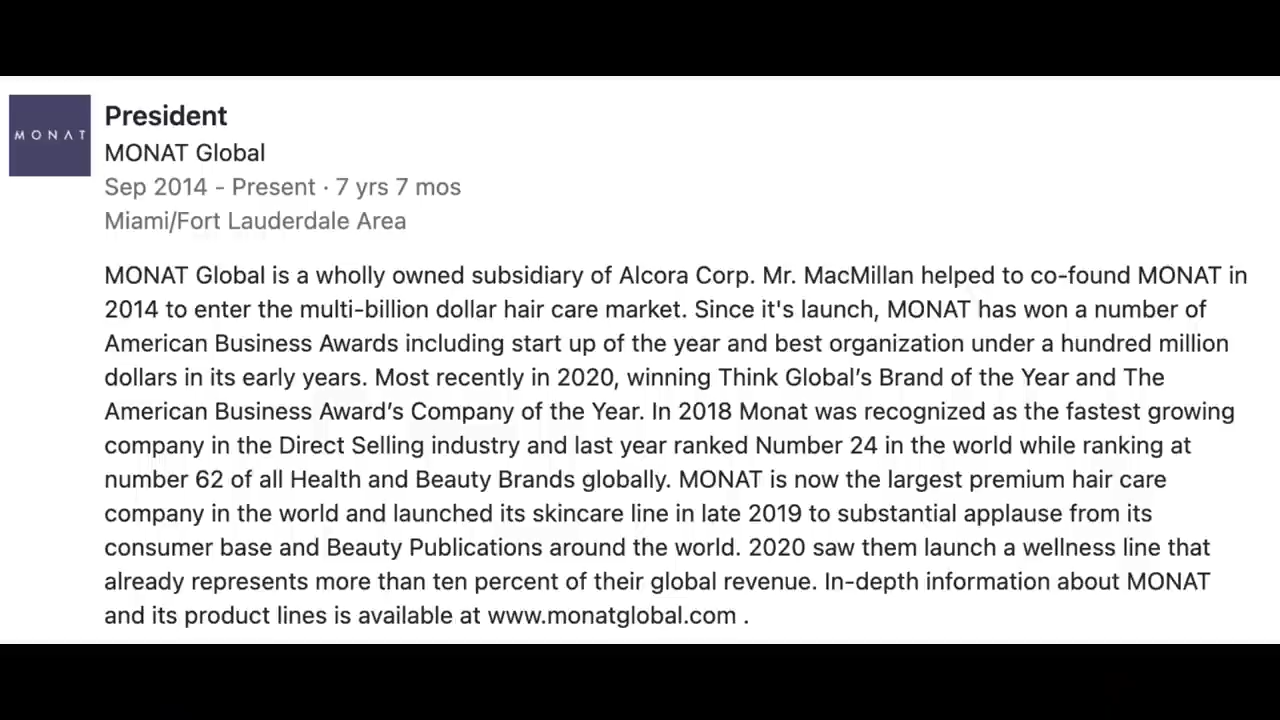 MONAT
President
MONAT Global
Sep 2014 - Present · 7 yrs 7 mos
Miami/Fort Lauderdale Area
MONAT Global is a wholly owned subsidiary of Alcora Corp. Mr. MacMillan helped to co-found MONAT in
2014 to enter the multi-billion dollar hair care market. Since it's launch, MONAT has won a number of
American Business Awards including start up of the year and best organization under a hundred million
dollars in its early years. Most recently in 2020, winning Think Global’s Brand of the Year and The
American Business Award’s Company of the Year. In 2018 Monat was recognized as the fastest growing
company in the Direct Selling industry and last year ranked Number 24 in the world while ranking at
number 62 of all Health and Beauty Brands globally. MONAT is now the largest premium hair care
company in the world and launched its skincare line in late 2019 to substantial applause from its
consumer base and Beauty Publications around the world. 2020 saw them launch a wellness line that
already represents more than ten percent of their global revenue. In-depth information about MONAT
and its product lines is available at www.monatglobal.com .